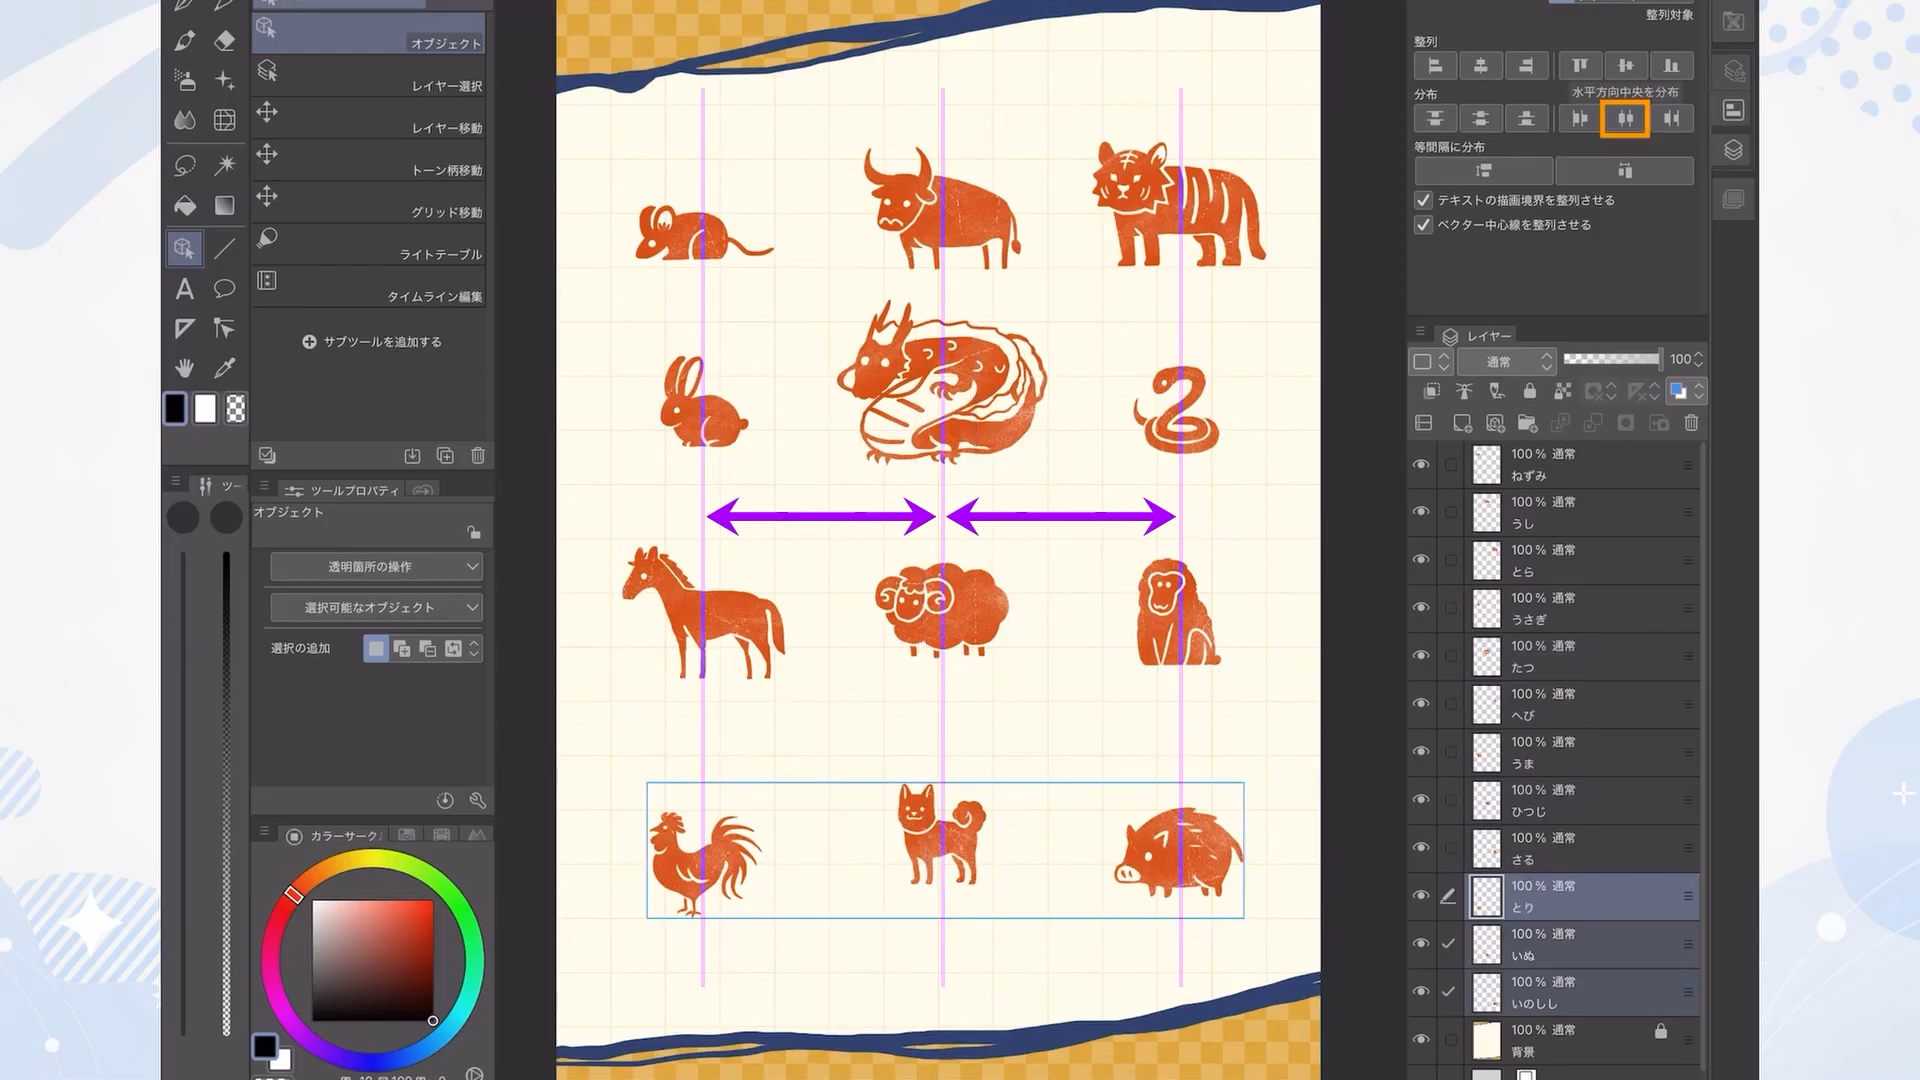 オブジェクト
レイヤー選択
レイヤー移動
トーン柄移動
グリッド移動
ライトテーブル
タイムライン編集
サブツールを追加する
ツー
ツールプロパティ
オブジェクト
透明箇所の操作
選択可能なオブジェクト
選択の追加
カラーサークル
整列対象
整列
水平方向中央を分布
分布
等間隔に分布
テキストの描画境界を整列させる
ベクター中心線を整列させる
レイヤー
通常
100
100 % 通常
ねずみ
100 % 通常
うし
100 % 通常
とら
100 % 通常
うさぎ
100 % 通常
たつ
100 % 通常
へび
100 % 通常
うま
100 % 通常
ひつじ
100 % 通常
さる
100 % 通常
とり
100 % 通常
いぬ
100 % 通常
いのしし
100 % 通常
背景